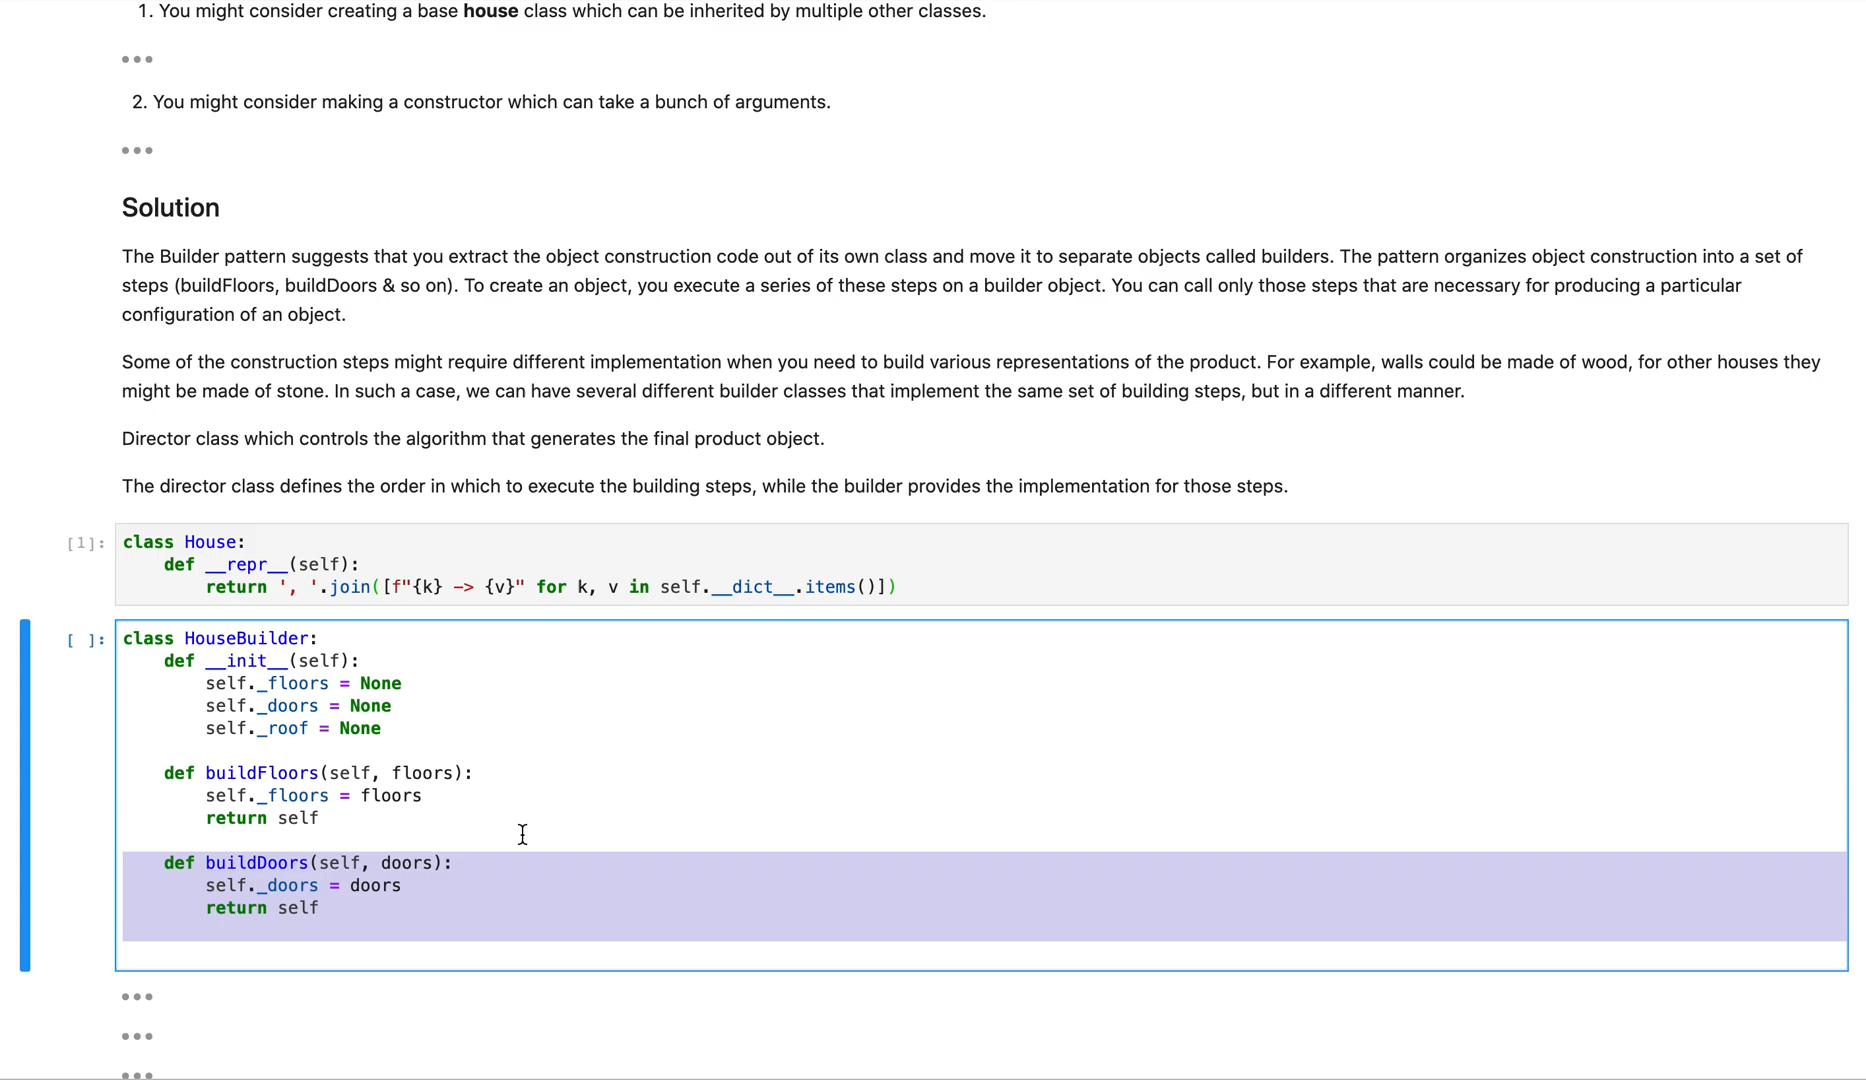 1. You might consider creating a base house class which can be inherited by multiple other classes.
2. You might consider making a constructor which can take a bunch of arguments.
Solution
The Builder pattern suggests that you extract the object construction code out of its own class and move it to separate objects called builders. The pattern organizes object construction into a set of
steps (buildFloors, buildDoors & so on). To create an object, you execute a series of these steps on a builder object. You can call only those steps that are necessary for producing a particular
configuration of an object.
Some of the construction steps might require different implementation when you need to build various representations of the product. For example, walls could be made of wood, for other houses they
might be made of stone. In such a case, we can have several different builder classes that implement the same set of building steps, but in a different manner.
Director class which controls the algorithm that generates the final product object.
The director class defines the order in which to execute the building steps, while the builder provides the implementation for those steps.
[1]: class House:
    def __repr__(self):
        return ', '.join([f"{k} -> {v}" for k, v in self.__dict__.items()])
[ ]: class HouseBuilder:
    def __init__(self):
        self._floors = None
        self._doors = None
        self._roof = None
    def buildFloors(self, floors):
        self._floors = floors
        return self
    def buildDoors(self, doors):
        self._doors = doors
        return self